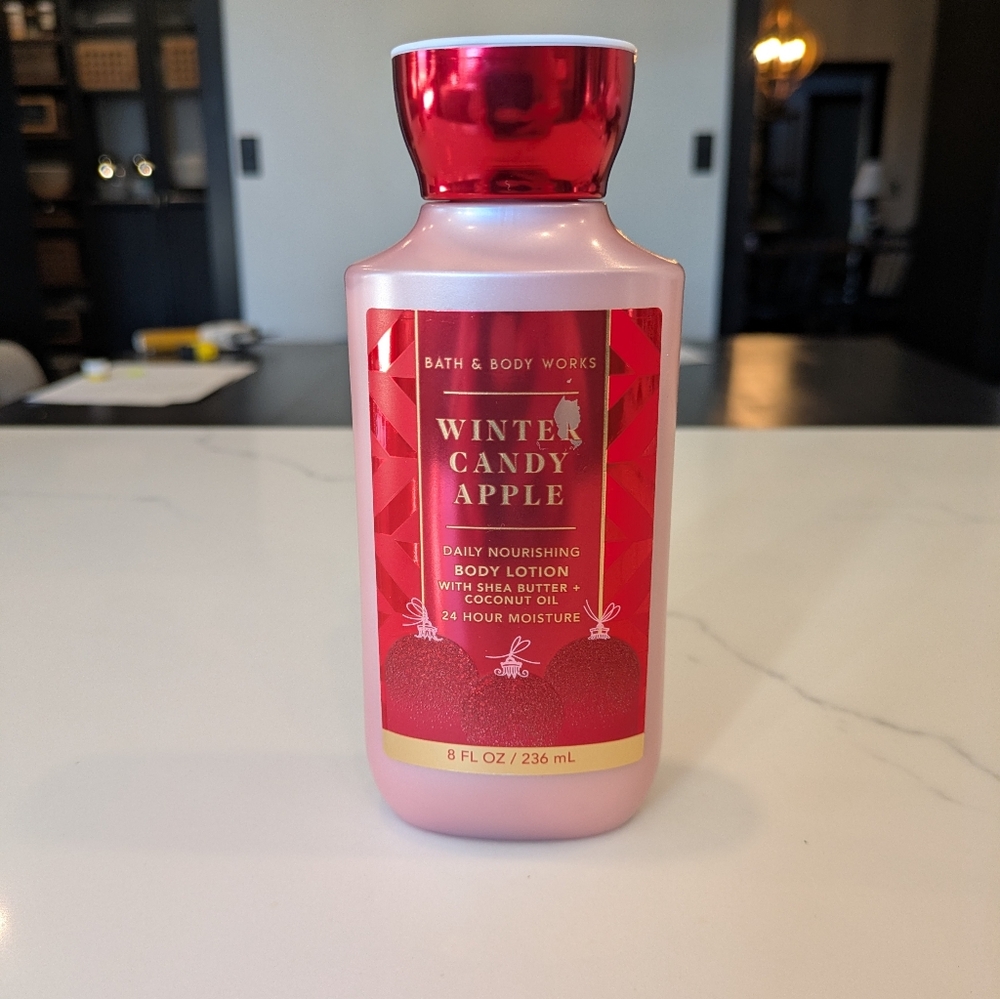 BATH & BODY WORKS
WINTER
CANDY
APPLE
DAILY NOURISHING
BODY LOTION
WITH SHEA BUTTER +
COCONUT OIL
24 HOUR MOISTURE
8 FL OZ / 236 mL